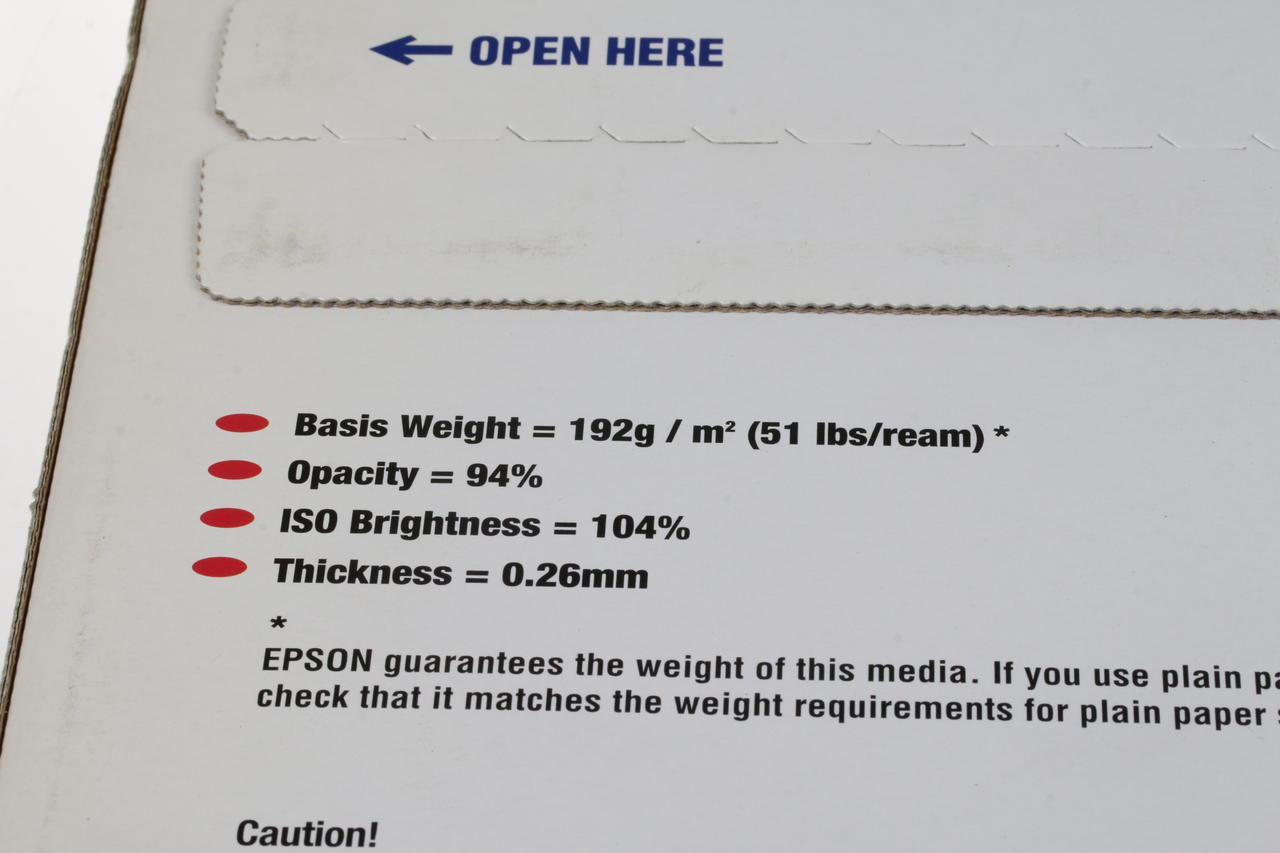 OPEN HERE
Basis Weight = 192g / m² (51 lbs/ream) *
Opacity = 94%
ISO Brightness = 104%
Thickness = 0.26mm
*
EPSON guarantees the weight of this media. If you use plain
check that it matches the weight requirements for plain paper
Caution!